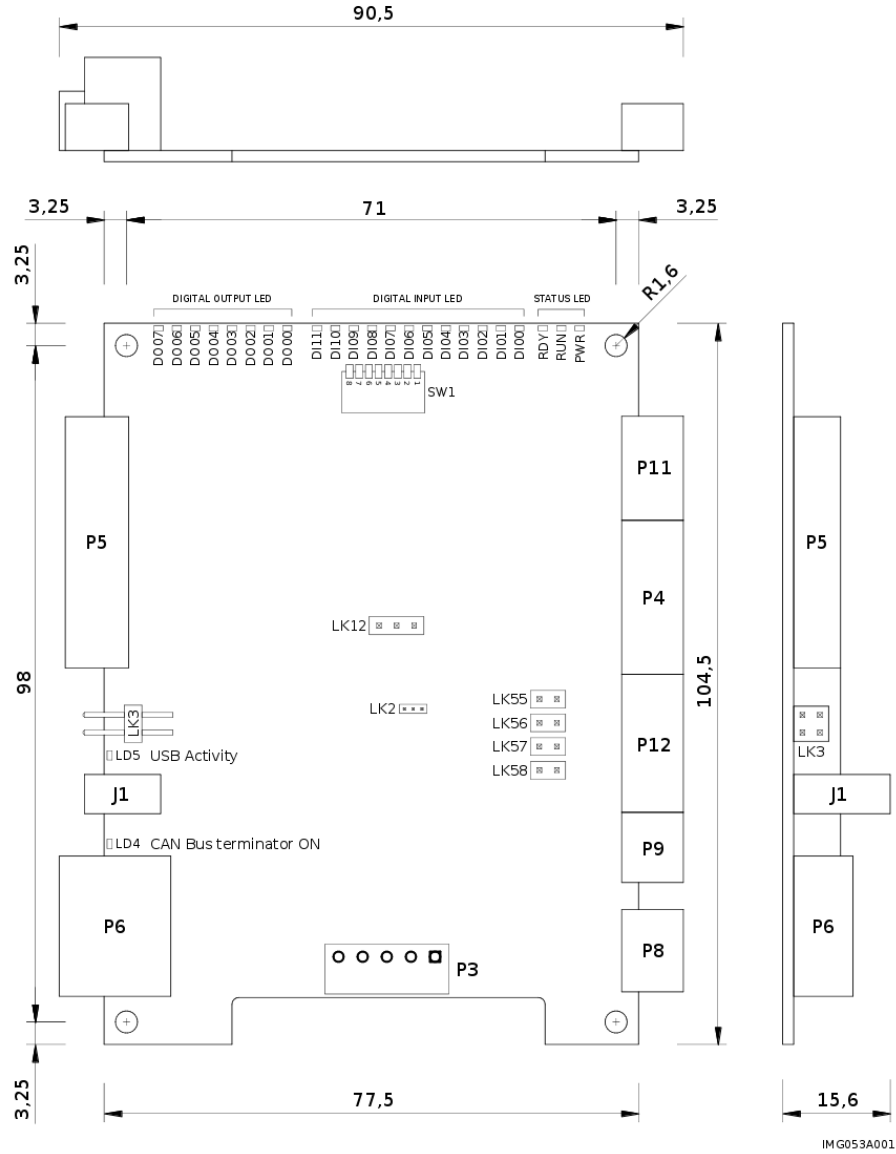 90,5
3,25
71
3,25
3,25
R1,6
DIGITAL OUTPUT LED
DIGITAL INPUT LED
STATUS LED
DO07
DO06
DO05
DO04
DO03
DO02
DO01
DO00
DI11
DI10
DI09
DI08
DI07
DI06
DI05
DI04
DI03
DI02
DI01
DI00
RDY
RUN
PWR
8 7 6 5 4 3 2 1
SW1
P11
P5
P4
P5
LK12
98
104,5
LK55
LK2
LK56
LK3
LK57
P12
LK3
LD5 USB Activity
LK58
J1
J1
LD4 CAN Bus terminator ON
P9
P6
P6
P8
P3
3,25
77,5
15,6
IMG053A001